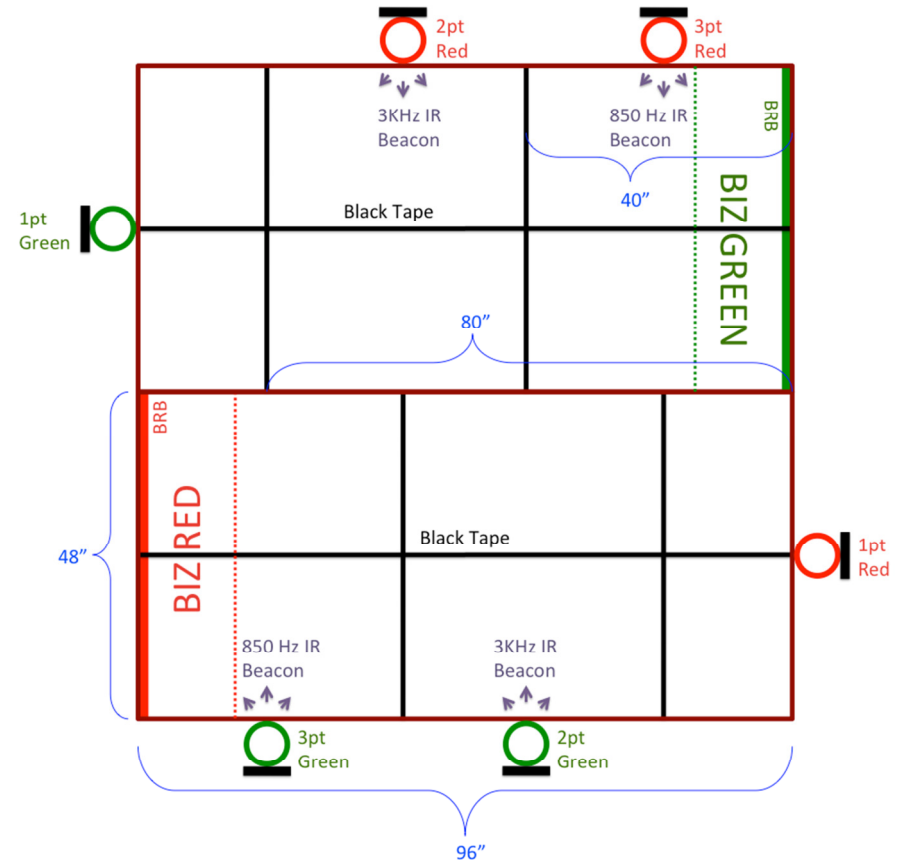 2pt
Red
3pt
Red
3KHz IR
Beacon
850 Hz IR
Beacon
BRB
40”
1pt
Green
Black Tape
BIZ GREEN
80”
BRB
BIZ RED
Black Tape
48”
1pt
Red
850 Hz IR
Beacon
3KHz IR
Beacon
3pt
Green
2pt
Green
96”